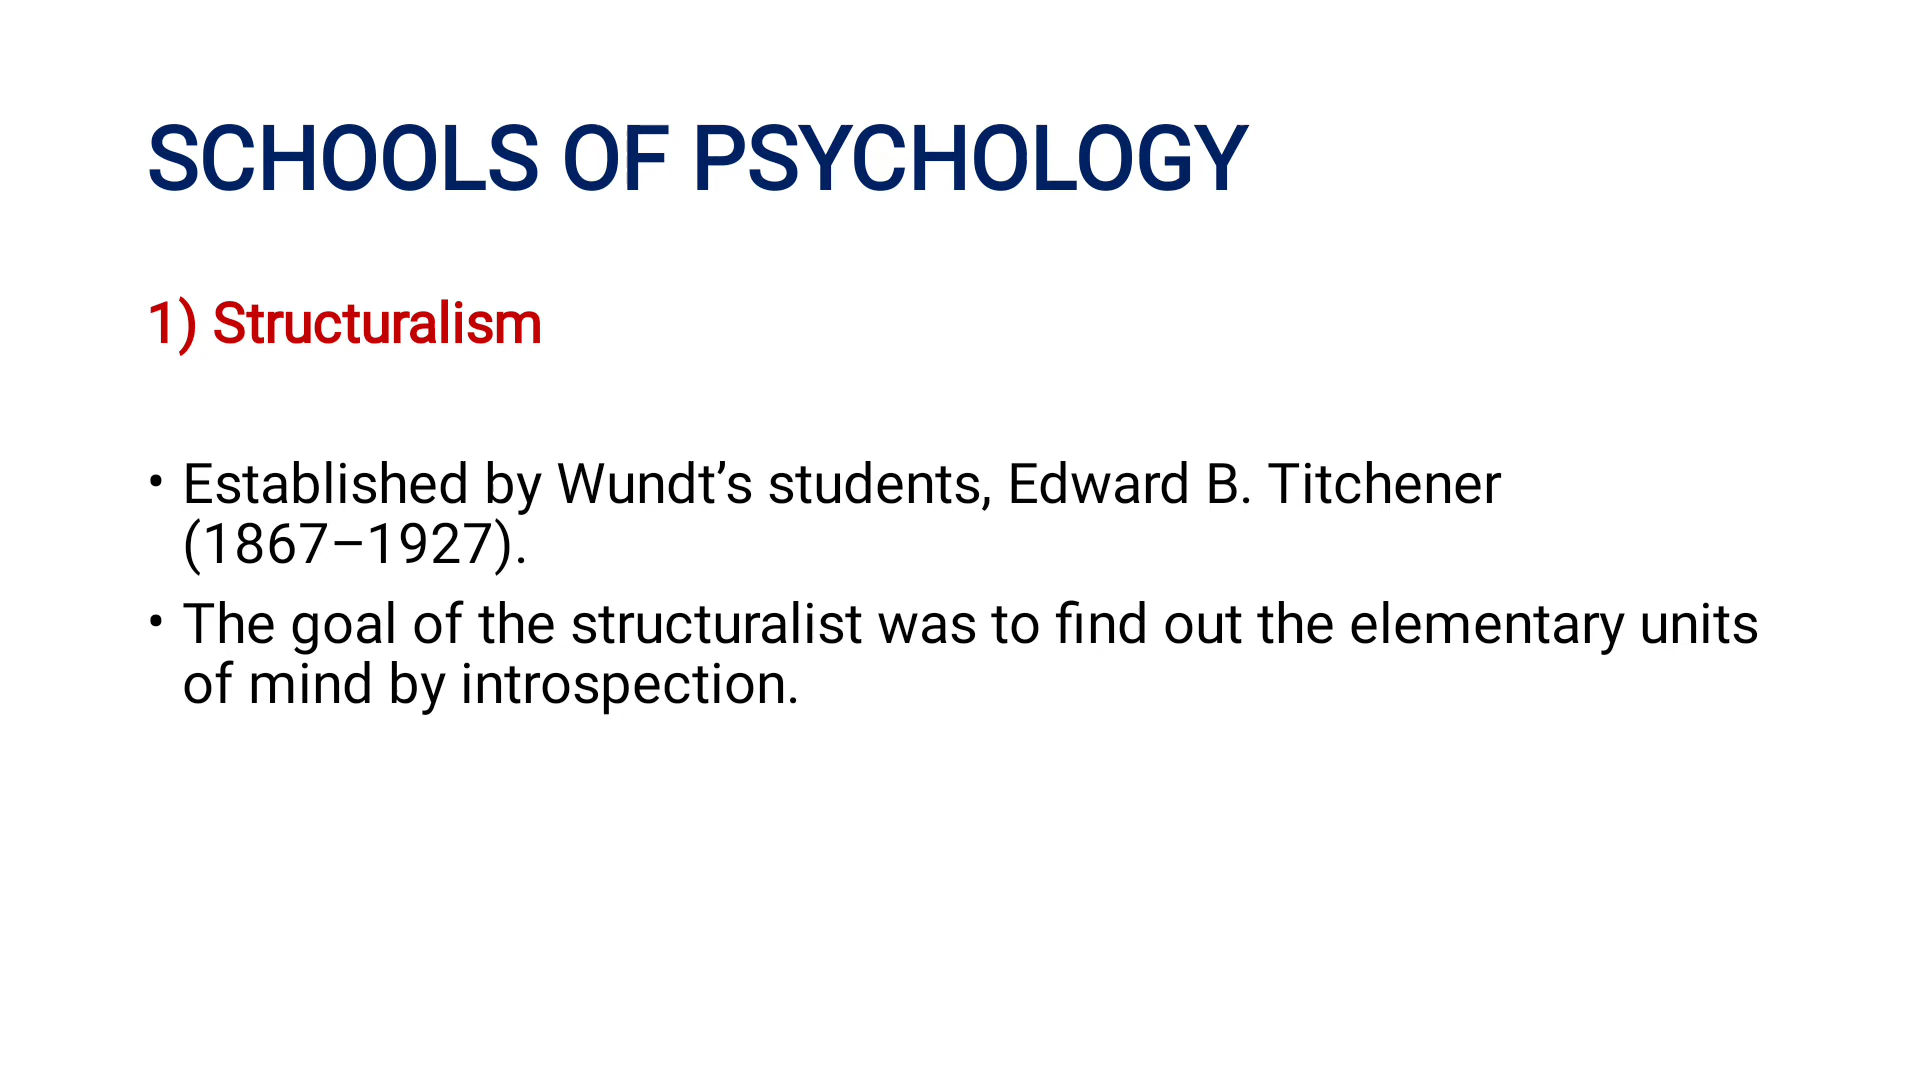 SCHOOLS OF PSYCHOLOGY
1) Structuralism
• Established by Wundt’s students, Edward B. Titchener
(1867–1927).
• The goal of the structuralist was to find out the elementary units
of mind by introspection.